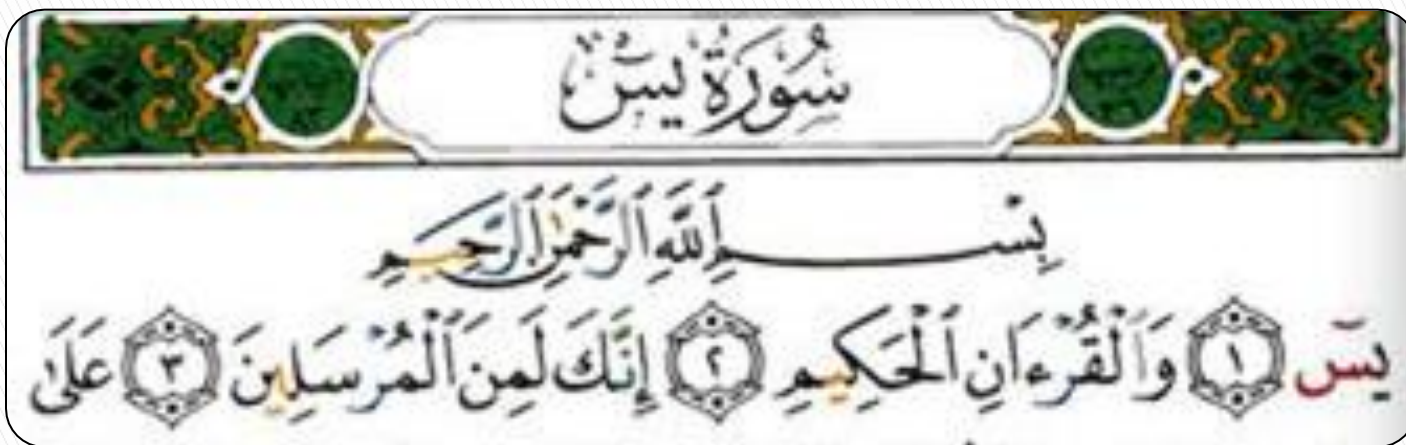 سُورَةُ يسٓ
بِسْمِ ٱللَّهِ ٱلرَّحْمَٰنِ ٱلرَّحِيمِ
يسٓ ١ وَٱلْقُرْءَانِ ٱلْحَكِيمِ ٢ إِنَّكَ لَمِنَ ٱلْمُرْسَلِينَ ٣ عَلَىٰ